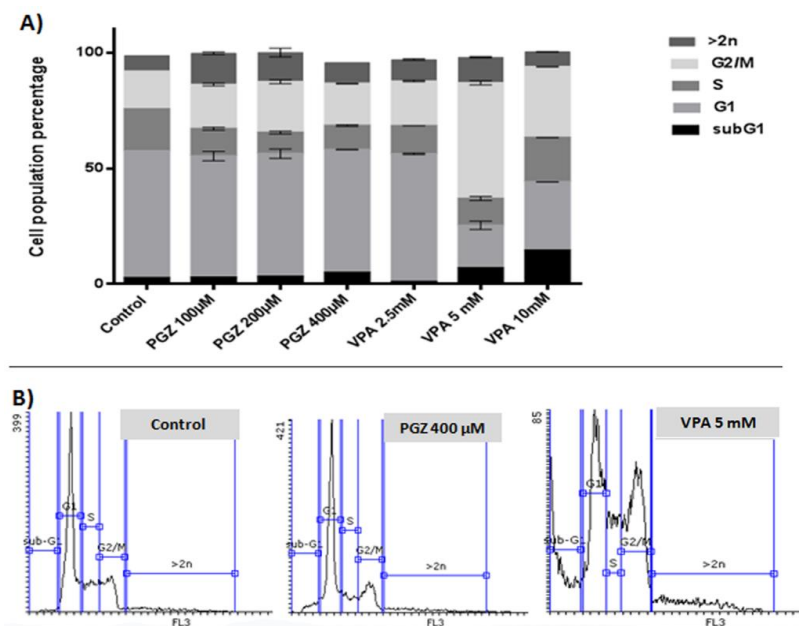 A)
Cell population percentage
100
50
0
>2n
G2/M
S
G1
subG1
Control
PGZ 100µM
PGZ 200µM
PGZ 400µM
VPA 2.5mM
VPA 5 mM
VPA 10mM
B)
399
Control
G1
S
sub-G1
G2/M
>2n
FL3
421
PGZ 400 µM
G1
S
sub-G1
G2/M
>2n
FL3
85
VPA 5 mM
G1
sub-G1
G2/M
S
>2n
FL3